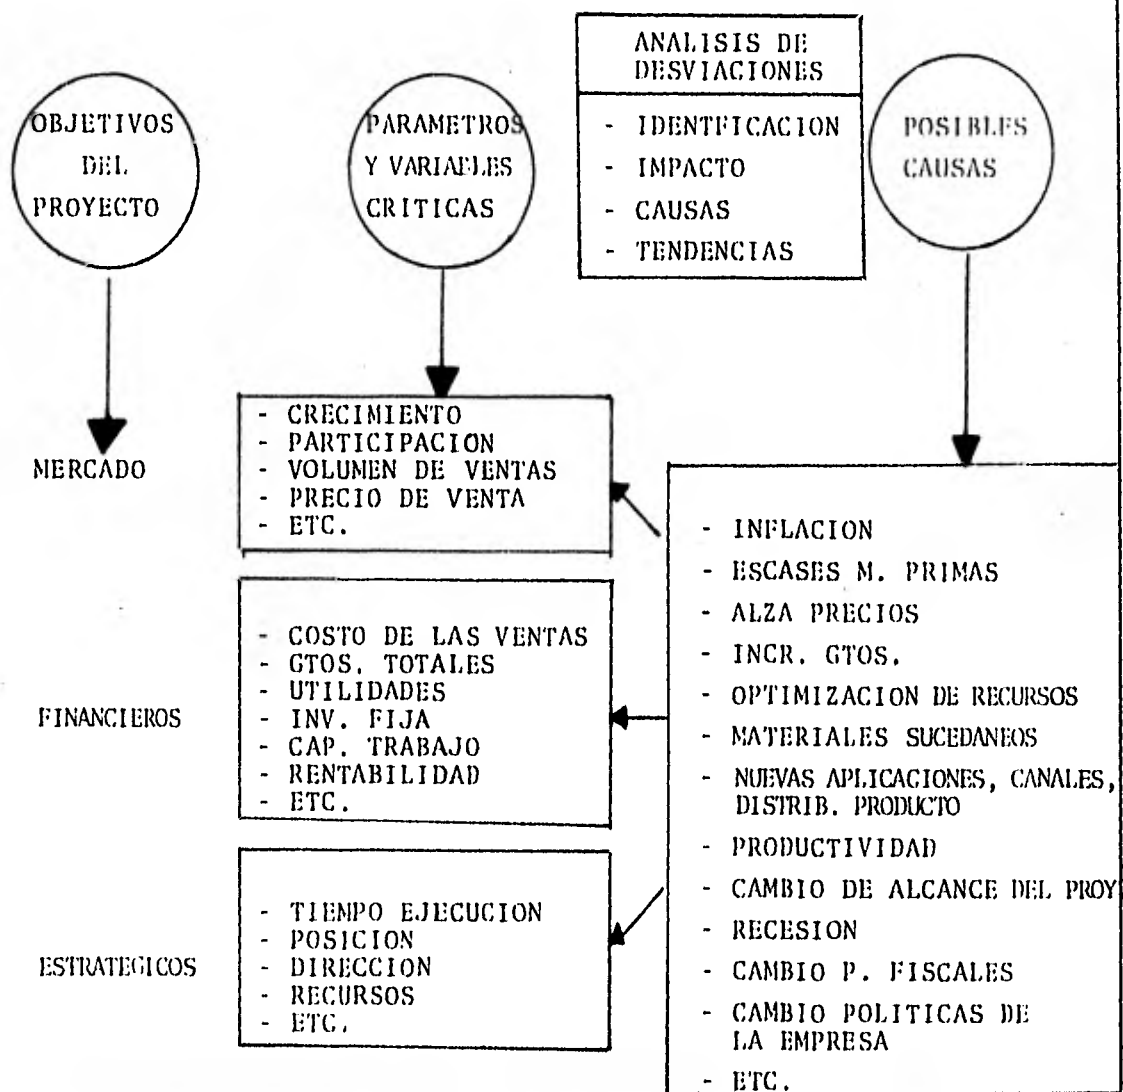 ANALISIS DE
DESVIACIONES
- IDENTFICACION
- IMPACTO
- CAUSAS
- TENDENCIAS
OBJETIVOS
DEL
PROYECTO
PARAMETROS
Y VARIABLES
CRITICAS
POSIBLES
CAUSAS
MERCADO
- CRECIMIENTO
- PARTICIPACION
- VOLUMEN DE VENTAS
- PRECIO DE VENTA
- ETC.
FINANCIEROS
- COSTO DE LAS VENTAS
- GTOS. TOTALES
- UTILIDADES
- INV. FIJA
- CAP. TRABAJO
- RENTABILIDAD
- ETC.
ESTRATEGICOS
- TIEMPO EJECUCION
- POSICION
- DIRECCION
- RECURSOS
- ETC.
- INFLACION
- ESCASES M. PRIMAS
- ALZA PRECIOS
- INCR. GTOS.
- OPTIMIZACION DE RECURSOS
- MATERIALES SUCEDANEOS
- NUEVAS APLICACIONES, CANALES,
DISTRIB. PRODUCTO
- PRODUCTIVIDAD
- CAMBIO DE ALCANCE DEL PROY
- RECESION
- CAMBIO P. FISCALES
- CAMBIO POLITICAS DE
LA EMPRESA
- ETC.